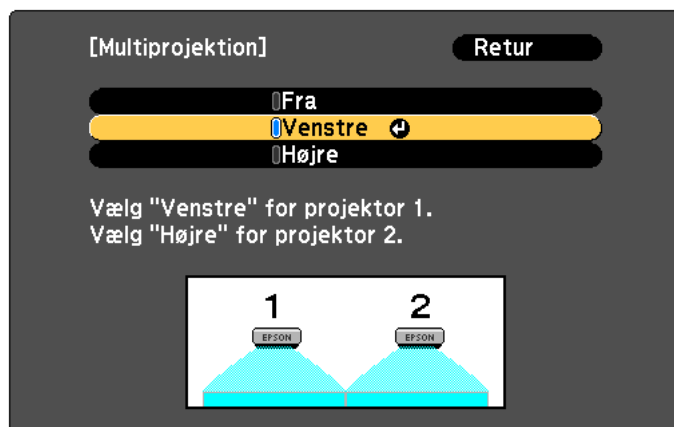 [Multiprojektion] Retur
Fra
Venstre
Højre
Vælg "Venstre" for projektor 1.
Vælg "Højre" for projektor 2.
1 2
EPSON EPSON